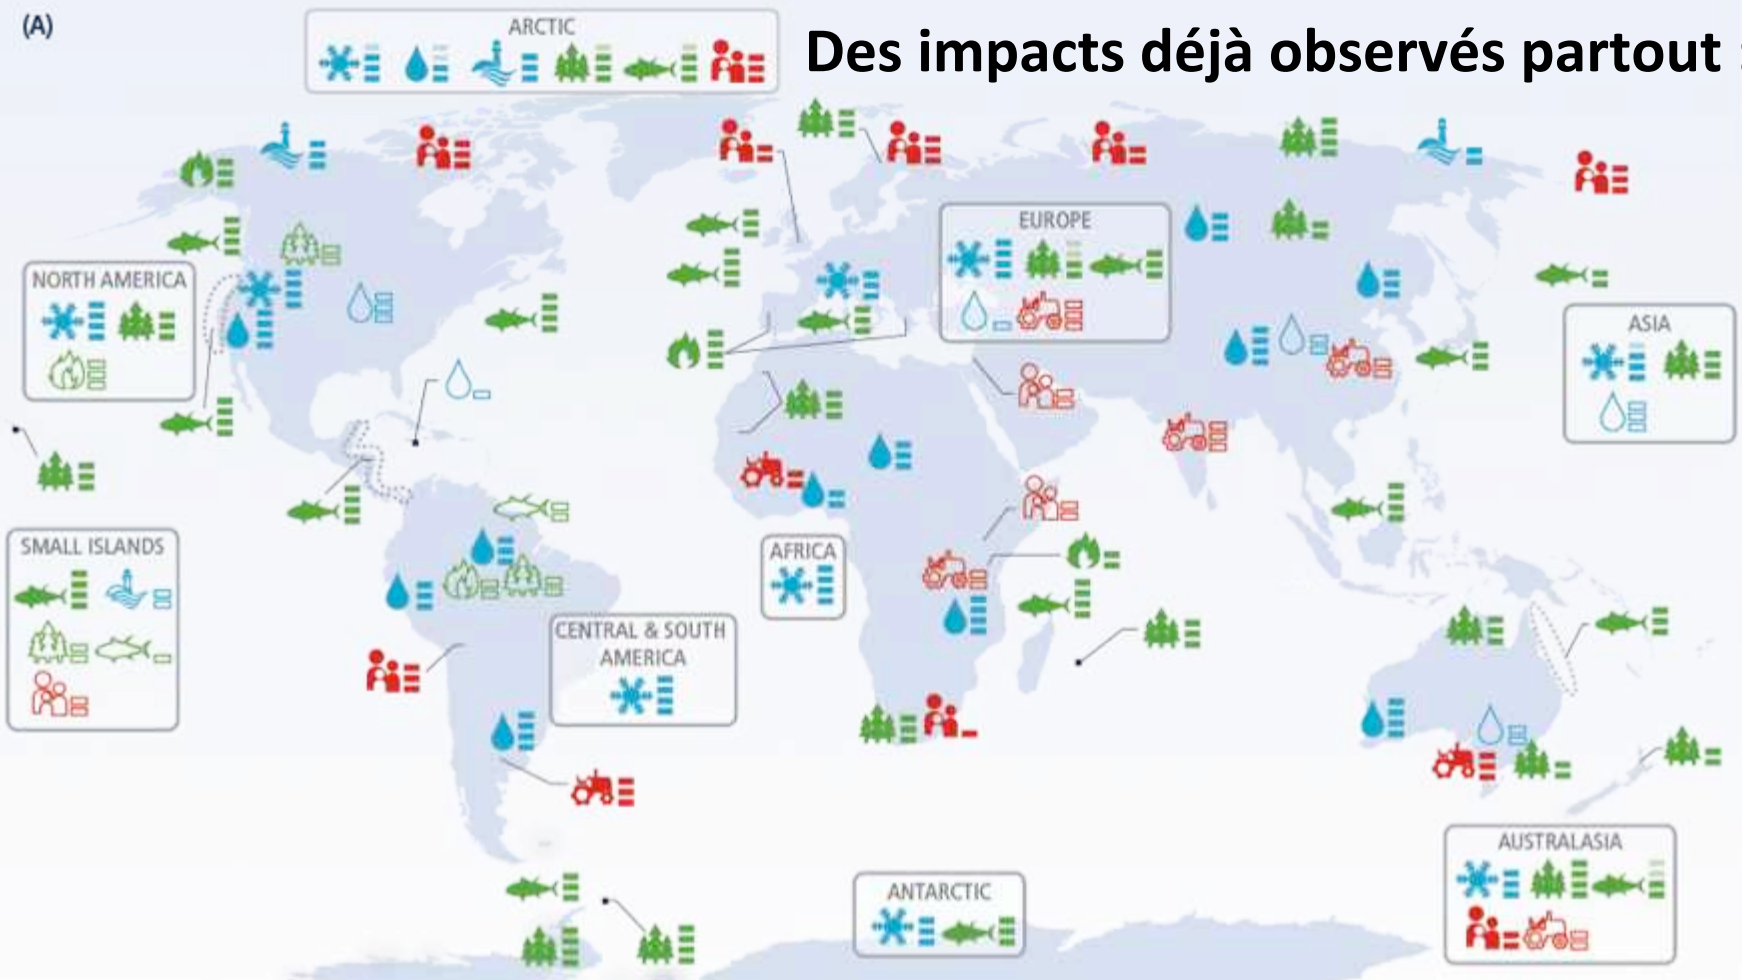 (A)
ARCTIC
Des impacts déjà observés partout :
EUROPE
NORTH AMERICA
ASIA
SMALL ISLANDS
AFRICA
CENTRAL & SOUTH
AMERICA
AUSTRALASIA
ANTARCTIC